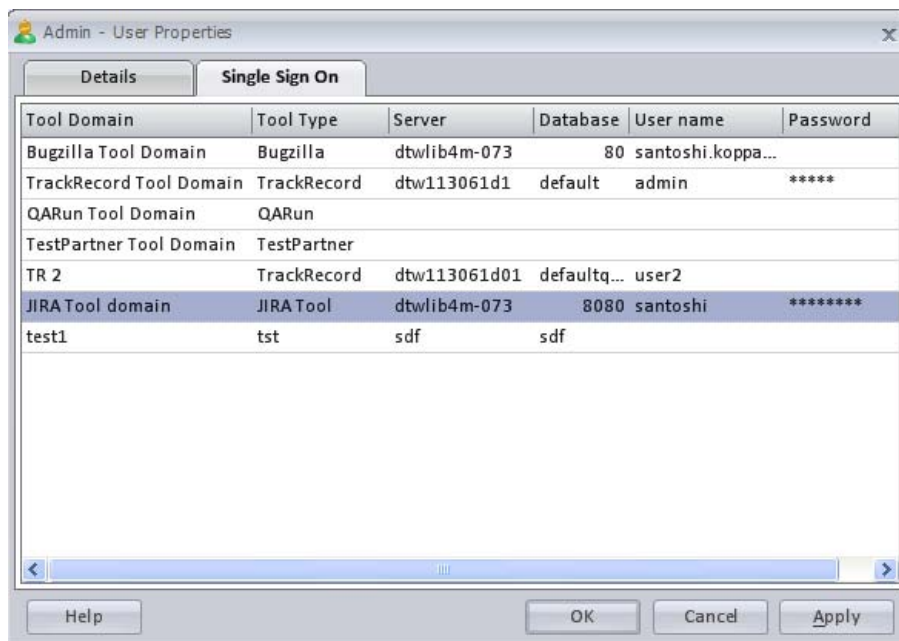 Admin - User Properties
Details Single Sign On
Tool Domain Tool Type Server Database User name Password
Bugzilla Tool Domain Bugzilla dtwlib4m-073 80 santoshi.koppa...
TrackRecord Tool Domain TrackRecord dtw113061d1 default admin *****
QARun Tool Domain QARun
TestPartner Tool Domain TestPartner
TR 2 TrackRecord dtw113061d01 defaultq... user2
JIRA Tool domain JIRA Tool dtwlib4m-073 8080 santoshi ********
test1 tst sdf sdf
Help OK Cancel Apply